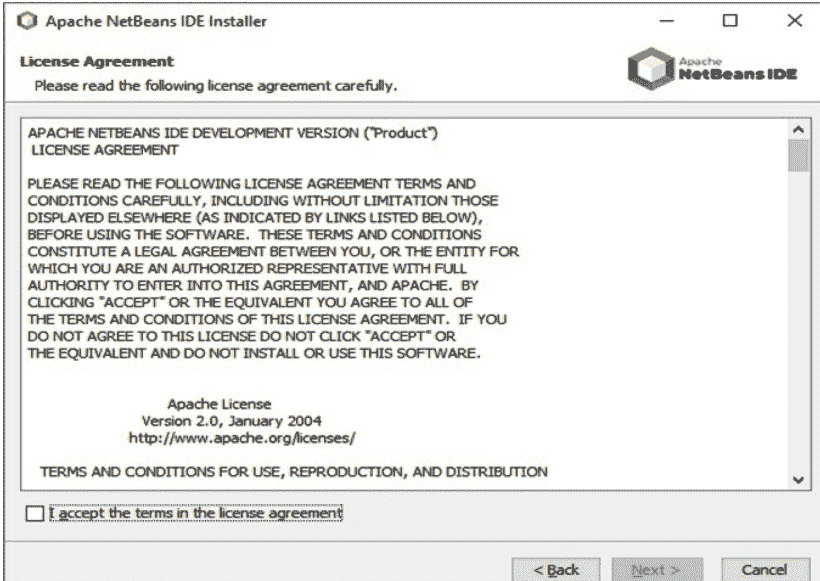 Apache NetBeans IDE Installer
License Agreement
Please read the following license agreement carefully.
Apache
NetBeans IDE
APACHE NETBEANS IDE DEVELOPMENT VERSION ("Product")
LICENSE AGREEMENT
PLEASE READ THE FOLLOWING LICENSE AGREEMENT TERMS AND
CONDITIONS CAREFULLY, INCLUDING WITHOUT LIMITATION THOSE
DISPLAYED ELSEWHERE (AS INDICATED BY LINKS LISTED BELOW),
BEFORE USING THE SOFTWARE.  THESE TERMS AND CONDITIONS
CONSTITUTE A LEGAL AGREEMENT BETWEEN YOU, OR THE ENTITY FOR
WHICH YOU ARE AN AUTHORIZED REPRESENTATIVE WITH FULL
AUTHORITY TO ENTER INTO THIS AGREEMENT, AND APACHE.  BY
CLICKING "ACCEPT" OR THE EQUIVALENT YOU AGREE TO ALL OF
THE TERMS AND CONDITIONS OF THIS LICENSE AGREEMENT.  IF YOU
DO NOT AGREE TO THIS LICENSE DO NOT CLICK "ACCEPT" OR
THE EQUIVALENT AND DO NOT INSTALL OR USE THIS SOFTWARE.
Apache License
Version 2.0, January 2004
http://www.apache.org/licenses/
TERMS AND CONDITIONS FOR USE, REPRODUCTION, AND DISTRIBUTION
I accept the terms in the license agreement
< Back
Next >
Cancel